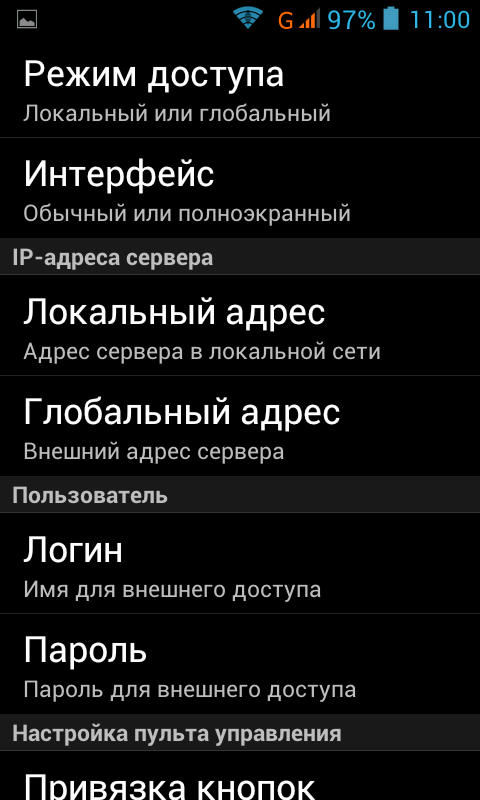 G 97% 11:00
Режим доступа
Локальный или глобальный
Интерфейс
Обычный или полноэкранный
IP-адреса сервера
Локальный адрес
Адрес сервера в локальной сети
Глобальный адрес
Внешний адрес сервера
Пользователь
Логин
Имя для внешнего доступа
Пароль
Пароль для внешнего доступа
Настройка пульта управления
Привязка кнопок